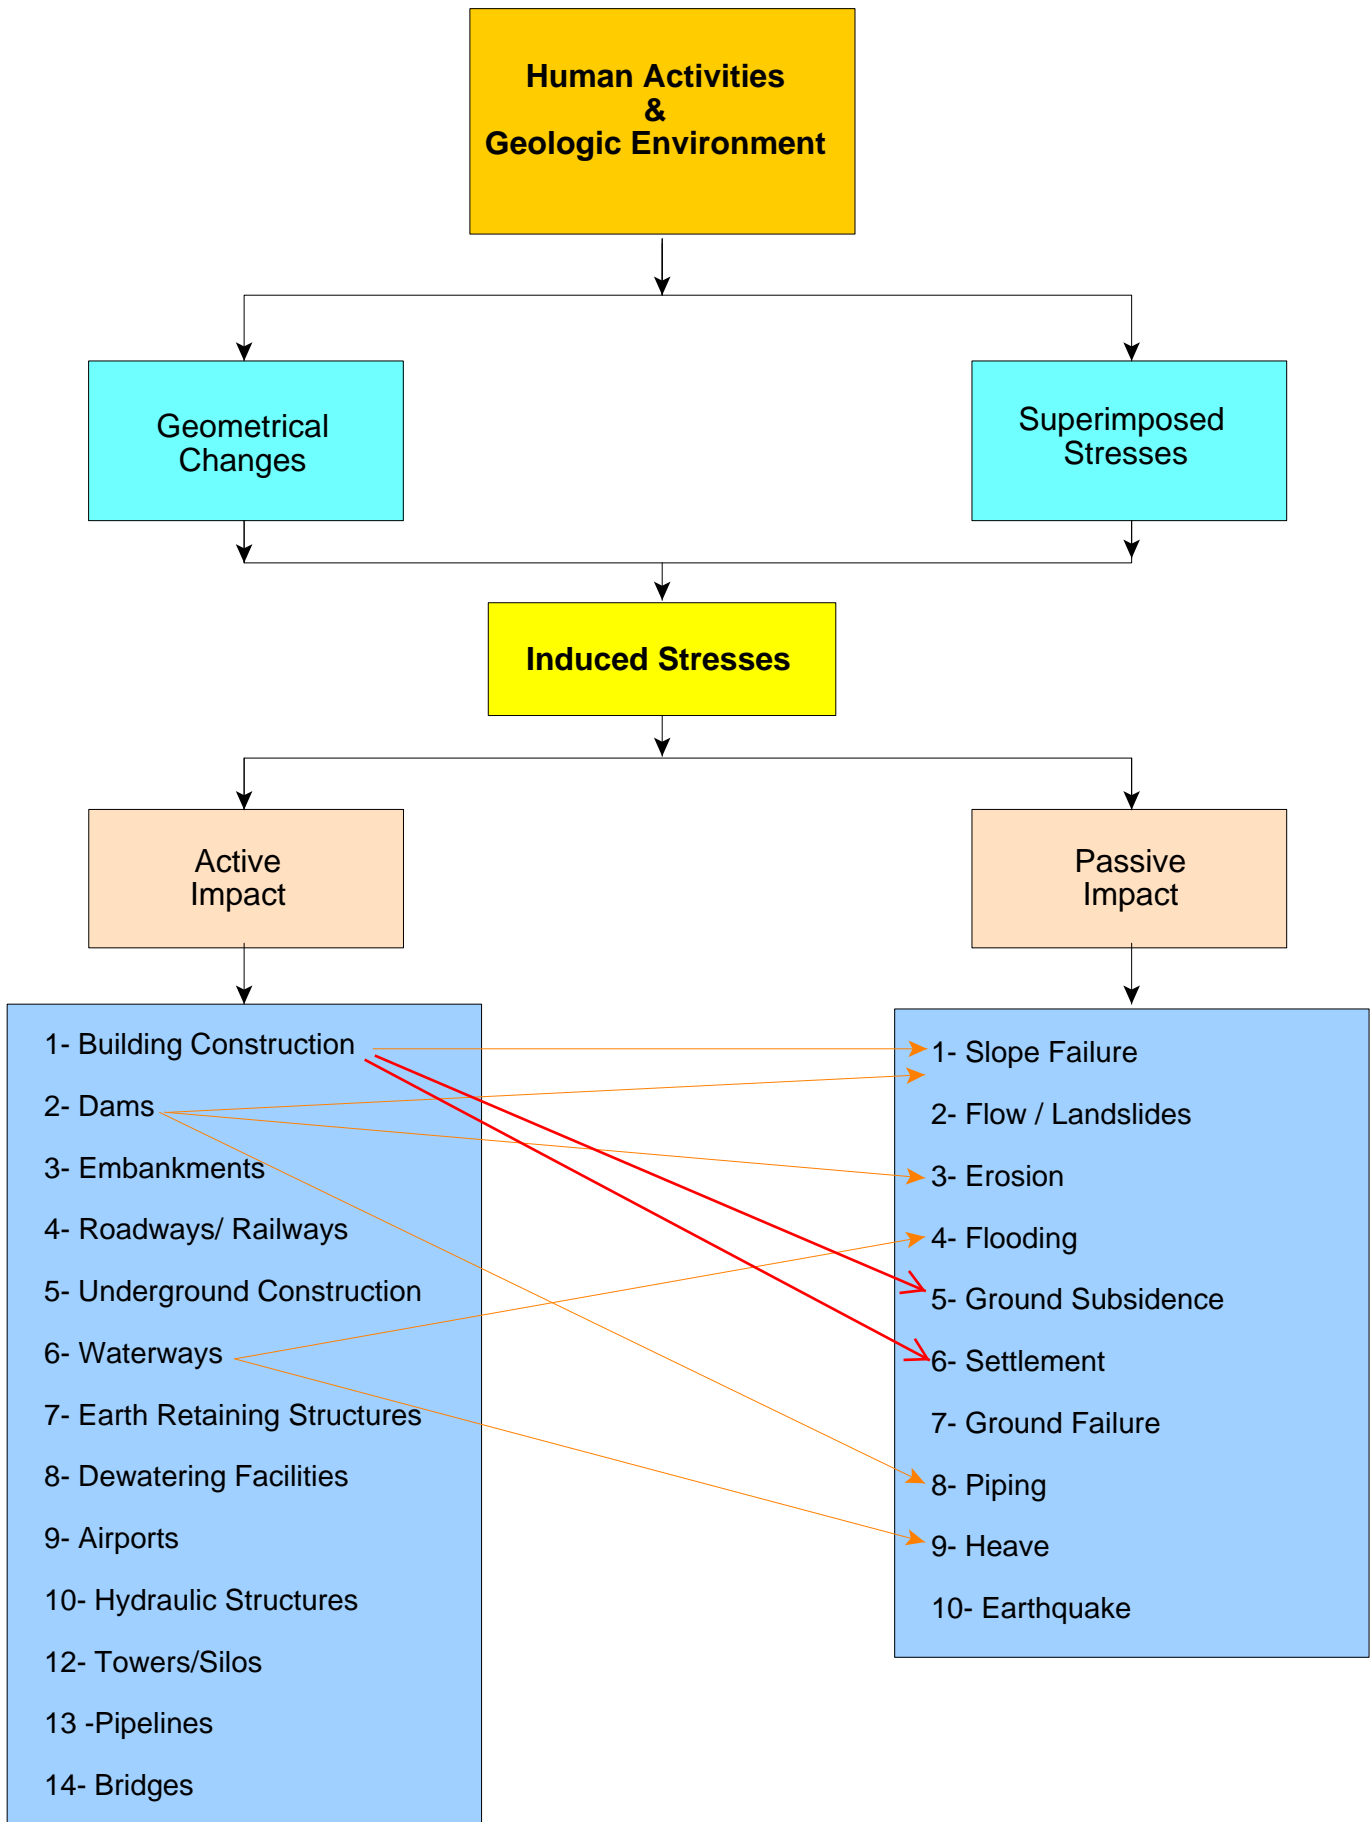 Human Activities
&
Geologic Environment
Geometrical
Changes
Superimposed
Stresses
Induced Stresses
Active
Impact
Passive
Impact
1- Building Construction
2- Dams
3- Embankments
4- Roadways/ Railways
5- Underground Construction
6- Waterways
7- Earth Retaining Structures
8- Dewatering Facilities
9- Airports
10- Hydraulic Structures
12- Towers/Silos
13 -Pipelines
14- Bridges
1- Slope Failure
2- Flow / Landslides
3- Erosion
4- Flooding
5- Ground Subsidence
6- Settlement
7- Ground Failure
8- Piping
9- Heave
10- Earthquake